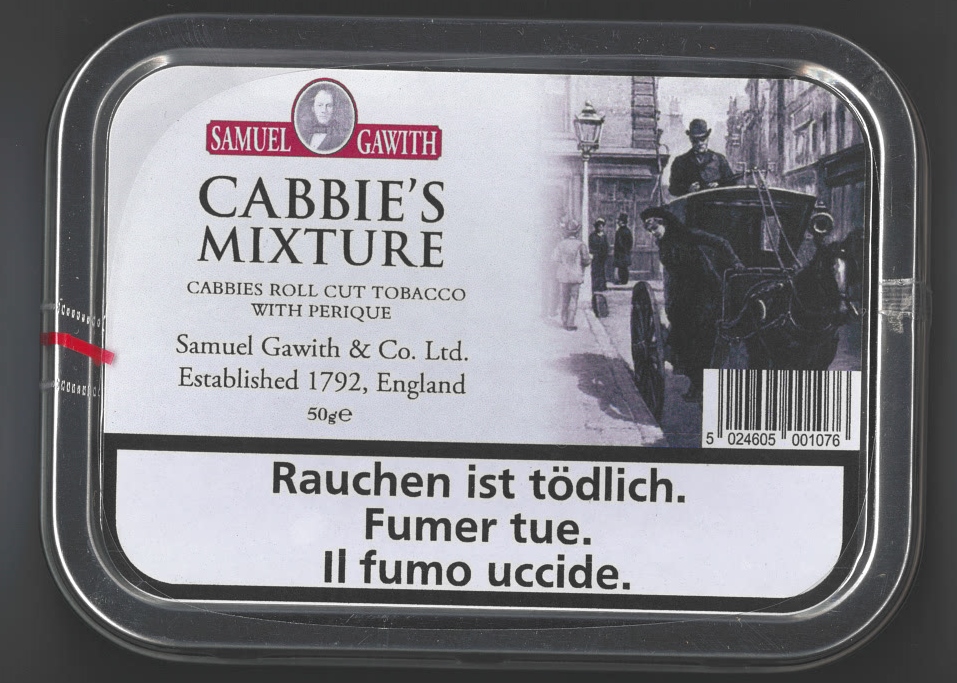 SAMUEL GAWITH
CABBIE'S
MIXTURE
CABBIES ROLL CUT TOBACCO
WITH PERIQUE
Samuel Gawith & Co. Ltd.
Established 1792, England
50g℮
5 024605 001076
Rauchen ist tödlich.
Fumer tue.
Il fumo uccide.